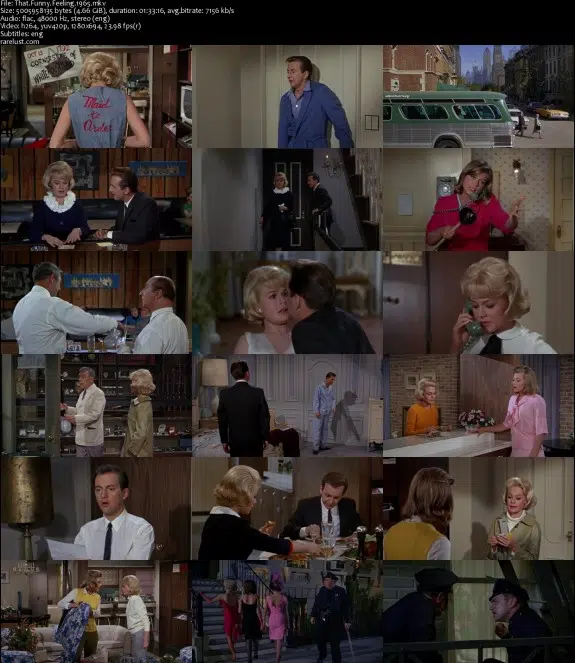 File: That.Funny.Feeling.1965.mkv
Size: 5005958135 bytes (4.66 GiB), duration: 01:33:16, avg.bitrate: 7156 kb/s
Audio: flac, 48000 Hz, stereo (eng)
Video: h264, yuv420p, 1280x694, 23.98 fps(r)
Subtitles: eng
rarelust.com
Maid
to
Order